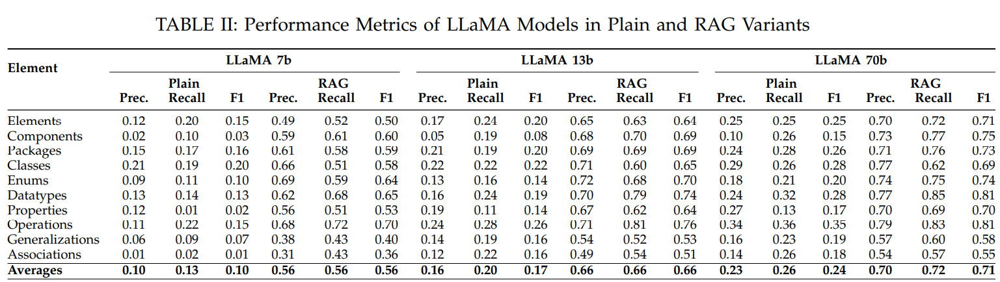 TABLE II: Performance Metrics of LLaMA Models in Plain and RAG Variants
Element LLaMA 7b LLaMA 13b LLaMA 70b
Plain RAG Plain RAG Plain RAG
Prec. Recall F1 Prec. Recall F1 Prec. Recall F1 Prec. Recall F1 Prec. Recall F1 Prec. Recall F1
Elements 0.12 0.20 0.15 0.49 0.52 0.50 0.17 0.24 0.20 0.65 0.63 0.64 0.25 0.25 0.25 0.70 0.72 0.71
Components 0.02 0.10 0.03 0.59 0.61 0.60 0.05 0.19 0.08 0.68 0.70 0.69 0.10 0.26 0.15 0.73 0.77 0.75
Packages 0.15 0.17 0.16 0.61 0.58 0.59 0.21 0.19 0.20 0.69 0.69 0.69 0.24 0.28 0.26 0.71 0.76 0.73
Classes 0.21 0.19 0.20 0.66 0.51 0.58 0.22 0.22 0.22 0.71 0.60 0.65 0.29 0.26 0.28 0.77 0.62 0.69
Enums 0.09 0.11 0.10 0.69 0.59 0.64 0.13 0.16 0.14 0.72 0.68 0.70 0.18 0.21 0.20 0.74 0.75 0.74
Datatypes 0.13 0.14 0.13 0.62 0.68 0.65 0.16 0.24 0.19 0.70 0.79 0.74 0.24 0.32 0.28 0.77 0.85 0.81
Properties 0.12 0.01 0.02 0.56 0.51 0.53 0.19 0.11 0.14 0.67 0.62 0.64 0.27 0.13 0.17 0.70 0.69 0.70
Operations 0.11 0.22 0.15 0.68 0.72 0.70 0.24 0.28 0.26 0.71 0.81 0.76 0.34 0.36 0.35 0.79 0.83 0.81
Generalizations 0.06 0.09 0.07 0.38 0.43 0.40 0.14 0.19 0.16 0.54 0.52 0.53 0.16 0.23 0.19 0.57 0.60 0.58
Associations 0.01 0.02 0.01 0.31 0.43 0.36 0.12 0.22 0.16 0.49 0.54 0.51 0.14 0.26 0.18 0.54 0.57 0.55
Averages 0.10 0.13 0.10 0.56 0.56 0.56 0.16 0.20 0.17 0.66 0.66 0.66 0.23 0.26 0.24 0.70 0.72 0.71